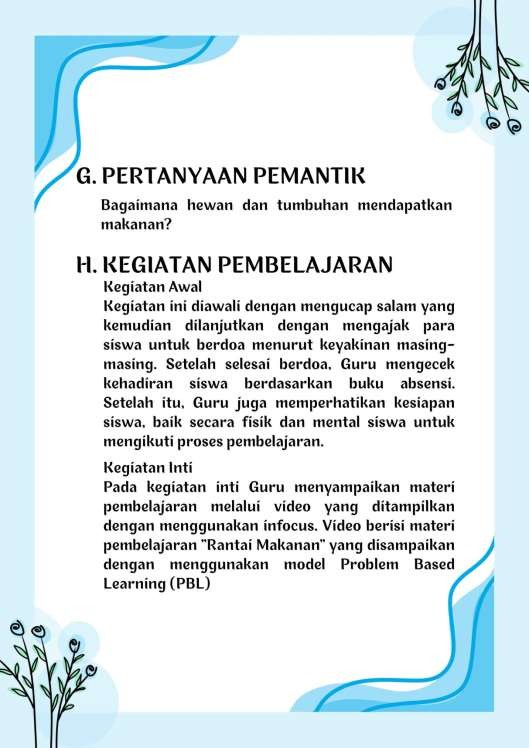 G. PERTANYAAN PEMANTIK
Bagaimana hewan dan tumbuhan mendapatkan
makanan?
H. KEGIATAN PEMBELAJARAN
Kegiatan Awal
Kegiatan ini diawali dengan mengucap salam yang
kemudian dilanjutkan dengan mengajak para
siswa untuk berdoa menurut keyakinan masing-
masing. Setelah selesai berdoa, Guru mengecek
kehadiran siswa berdasarkan buku absensi.
Setelah itu, Guru juga memperhatikan kesiapan
siswa, baik secara fisik dan mental siswa untuk
mengikuti proses pembelajaran.
Kegiatan Inti
Pada kegiatan inti Guru menyampaikan materi
pembelajaran melalui video yang ditampilkan
dengan menggunakan infocus. Video berisi materi
pembelajaran "Rantai Makanan" yang disampaikan
dengan menggunakan model Problem Based
Learning (PBL)